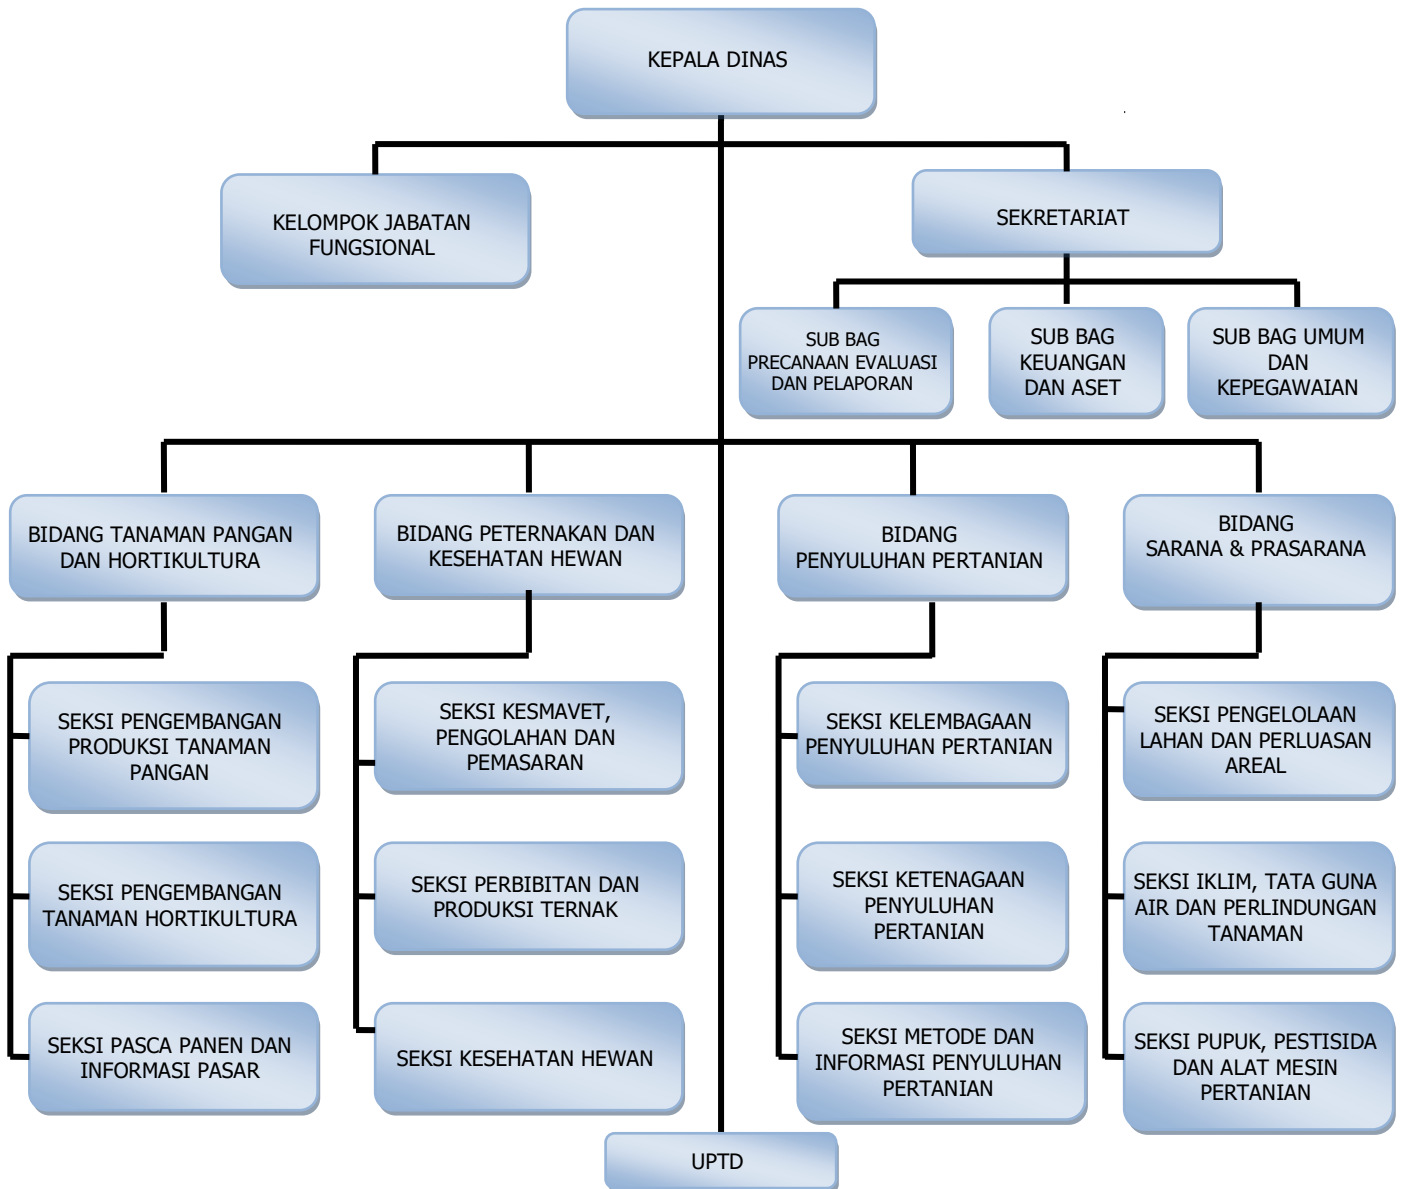 KEPALA DINAS
KELOMPOK JABATAN
FUNGSIONAL
SEKRETARIAT
SUB BAG
PRECANAAN EVALUASI
DAN PELAPORAN
SUB BAG
KEUANGAN
DAN ASET
SUB BAG UMUM
DAN
KEPEGAWAIAN
BIDANG TANAMAN PANGAN
DAN HORTIKULTURA
BIDANG PETERNAKAN DAN
KESEHATAN HEWAN
BIDANG
PENYULUHAN PERTANIAN
BIDANG
SARANA & PRASARANA
SEKSI PENGEMBANGAN
PRODUKSI TANAMAN
PANGAN
SEKSI KESMAVET,
PENGOLAHAN DAN
PEMASARAN
SEKSI KELEMBAGAAN
PENYULUHAN PERTANIAN
SEKSI PENGELOLAAN
LAHAN DAN PERLUASAN
AREAL
SEKSI PENGEMBANGAN
TANAMAN HORTIKULTURA
SEKSI PERBIBITAN DAN
PRODUKSI TERNAK
SEKSI KETENAGAAN
PENYULUHAN
PERTANIAN
SEKSI IKLIM, TATA GUNA
AIR DAN PERLINDUNGAN
TANAMAN
SEKSI PASCA PANEN DAN
INFORMASI PASAR
SEKSI KESEHATAN HEWAN
SEKSI METODE DAN
INFORMASI PENYULUHAN
PERTANIAN
SEKSI PUPUK, PESTISIDA
DAN ALAT MESIN
PERTANIAN
UPTD